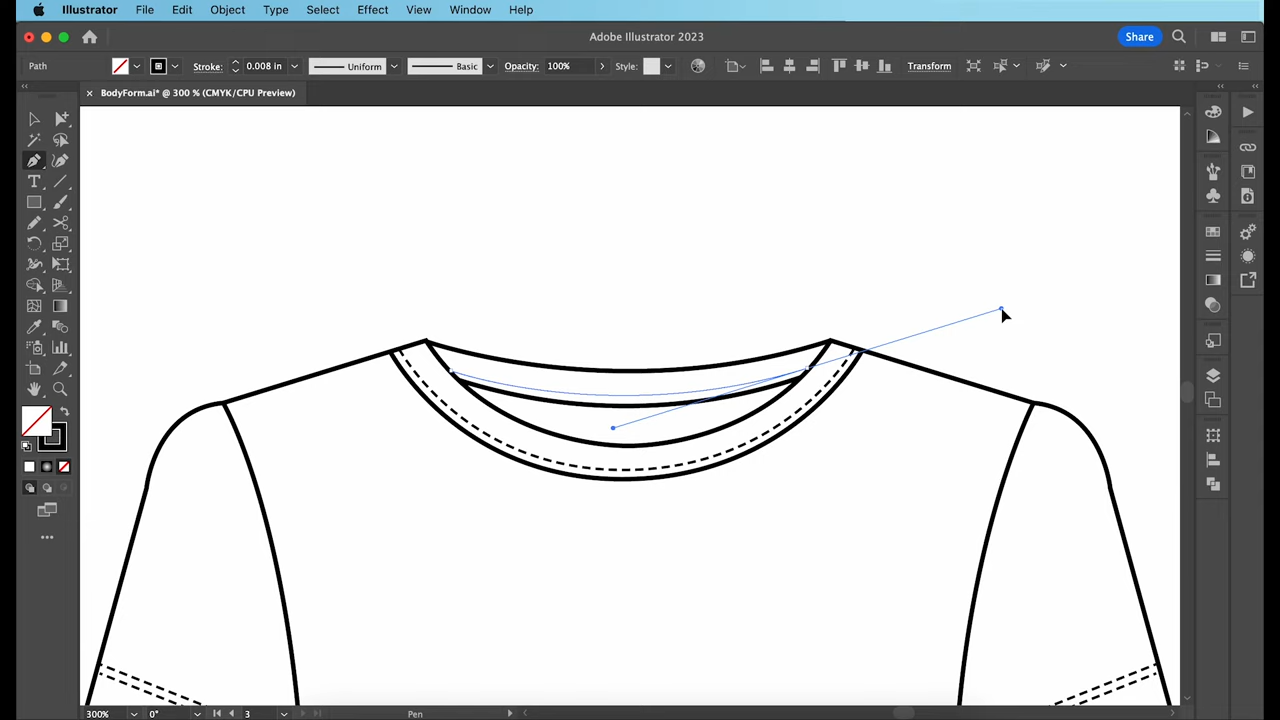 Illustrator File Edit Object Type Select Effect View Window Help
Adobe Illustrator 2023
Share
Path Stroke: 0.008 in Uniform Basic Opacity: 100% Style: Transform
× BodyForm.ai* @ 300 % (CMYK/CPU Preview)
300% 0° 3 Pen